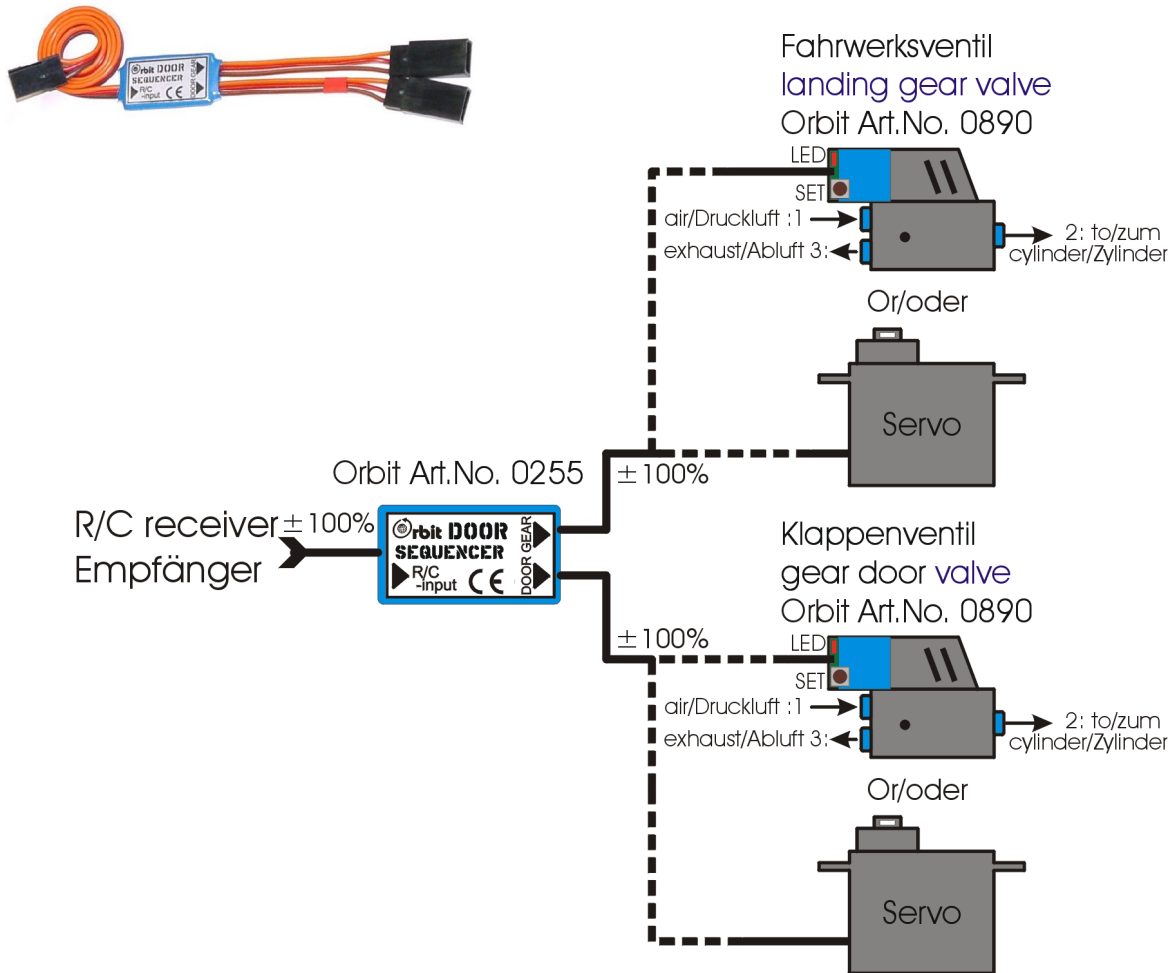 Orbit DOOR
SEQUENCER
R/C
-input
CE
DOOR GEAR
Fahrwerksventil
landing gear valve
Orbit Art.No. 0890
LED
SET
air/Druckluft :1
exhaust/Abluft 3:
2: to/zum
cylinder/Zylinder
Or/oder
Servo
Orbit Art.No. 0255
±100%
R/C receiver ±100%
Empfänger
Orbit DOOR
SEQUENCER
R/C
-input
CE
DOOR GEAR
Klappenventil
gear door valve
Orbit Art.No. 0890
±100%
LED
SET
air/Druckluft :1
exhaust/Abluft 3:
2: to/zum
cylinder/Zylinder
Or/oder
Servo